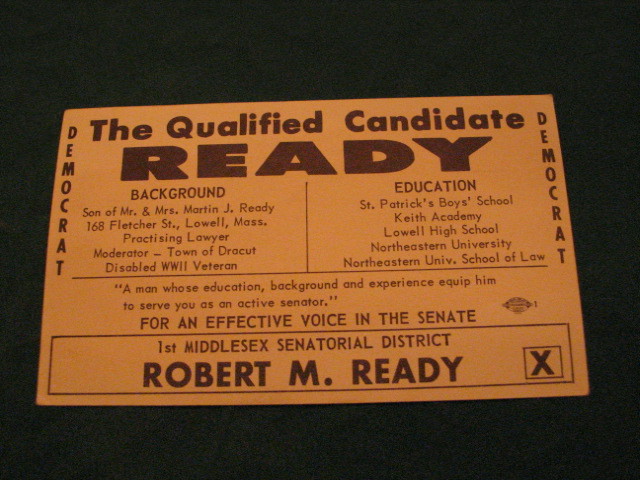 The Qualified Candidate
READY
DEMOCRAT
BACKGROUND
Son of Mr. & Mrs. Martin J. Ready
168 Fletcher St., Lowell, Mass.
Practising Lawyer
Moderator - Town of Dracut
Disabled WWII Veteran
EDUCATION
St. Patrick's Boys' School
Keith Academy
Lowell High School
Northeastern University
Northeastern Univ. School of Law
DEMOCRAT
"A man whose education, background and experience equip him
to serve you as an active senator."
1
FOR AN EFFECTIVE VOICE IN THE SENATE
1st MIDDLESEX SENATORIAL DISTRICT
ROBERT M. READY X